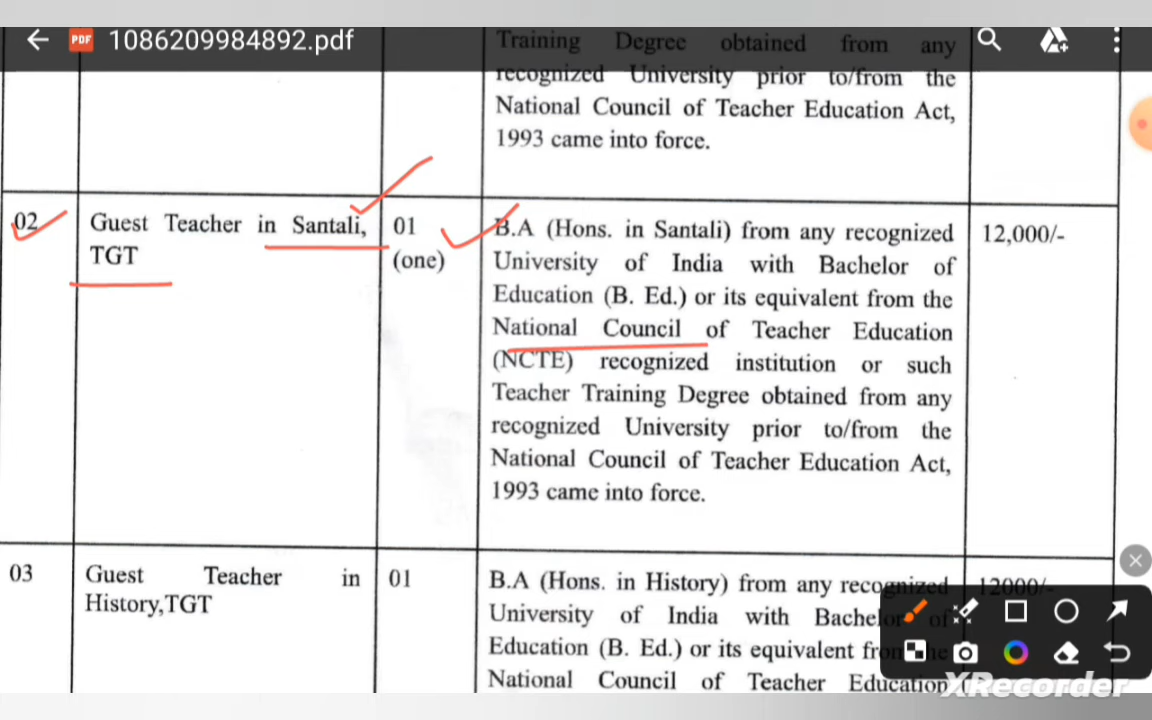 PDF 1086209984892.pdf
Training Degree obtained from any
recognized University prior to/from the
National Council of Teacher Education Act,
1993 came into force.
02
Guest Teacher in Santali,
TGT
01
(one)
B.A (Hons. in Santali) from any recognized
University of India with Bachelor of
Education (B. Ed.) or its equivalent from the
National Council of Teacher Education
(NCTE) recognized institution or such
Teacher Training Degree obtained from any
recognized University prior to/from the
National Council of Teacher Education Act,
1993 came into force.
12,000/-
03
Guest Teacher in
History,TGT
01
B.A (Hons. in History) from any recognized
University of India with Bachelor of
Education (B. Ed.) or its equivalent from the
National Council of Teacher Education
12000/-
XRecorder